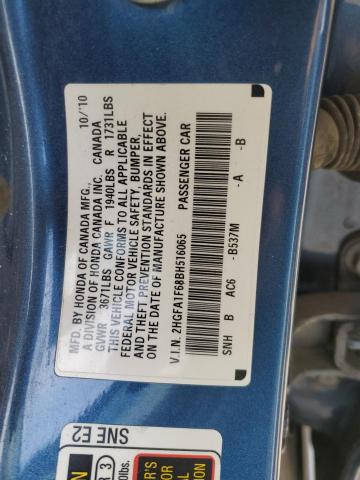 MFD. BY HONDA OF CANADA MFG.,
A DIVISION OF HONDA CANADA INC. CANADA 10/'10
GVWR 3671LBS GAWR F 1940LBS R 1731LBS
THIS VEHICLE CONFORMS TO ALL APPLICABLE
FEDERAL MOTOR VEHICLE SAFETY, BUMPER,
AND THEFT PREVENTION STANDARDS IN EFFECT
ON THE DATE OF MANUFACTURE SHOWN ABOVE.
V.I.N. 2HGFA1F68BH516065 PASSENGER CAR
SNH B AC6 -B537M -A -B
SNE E2
R 3
0lbs.